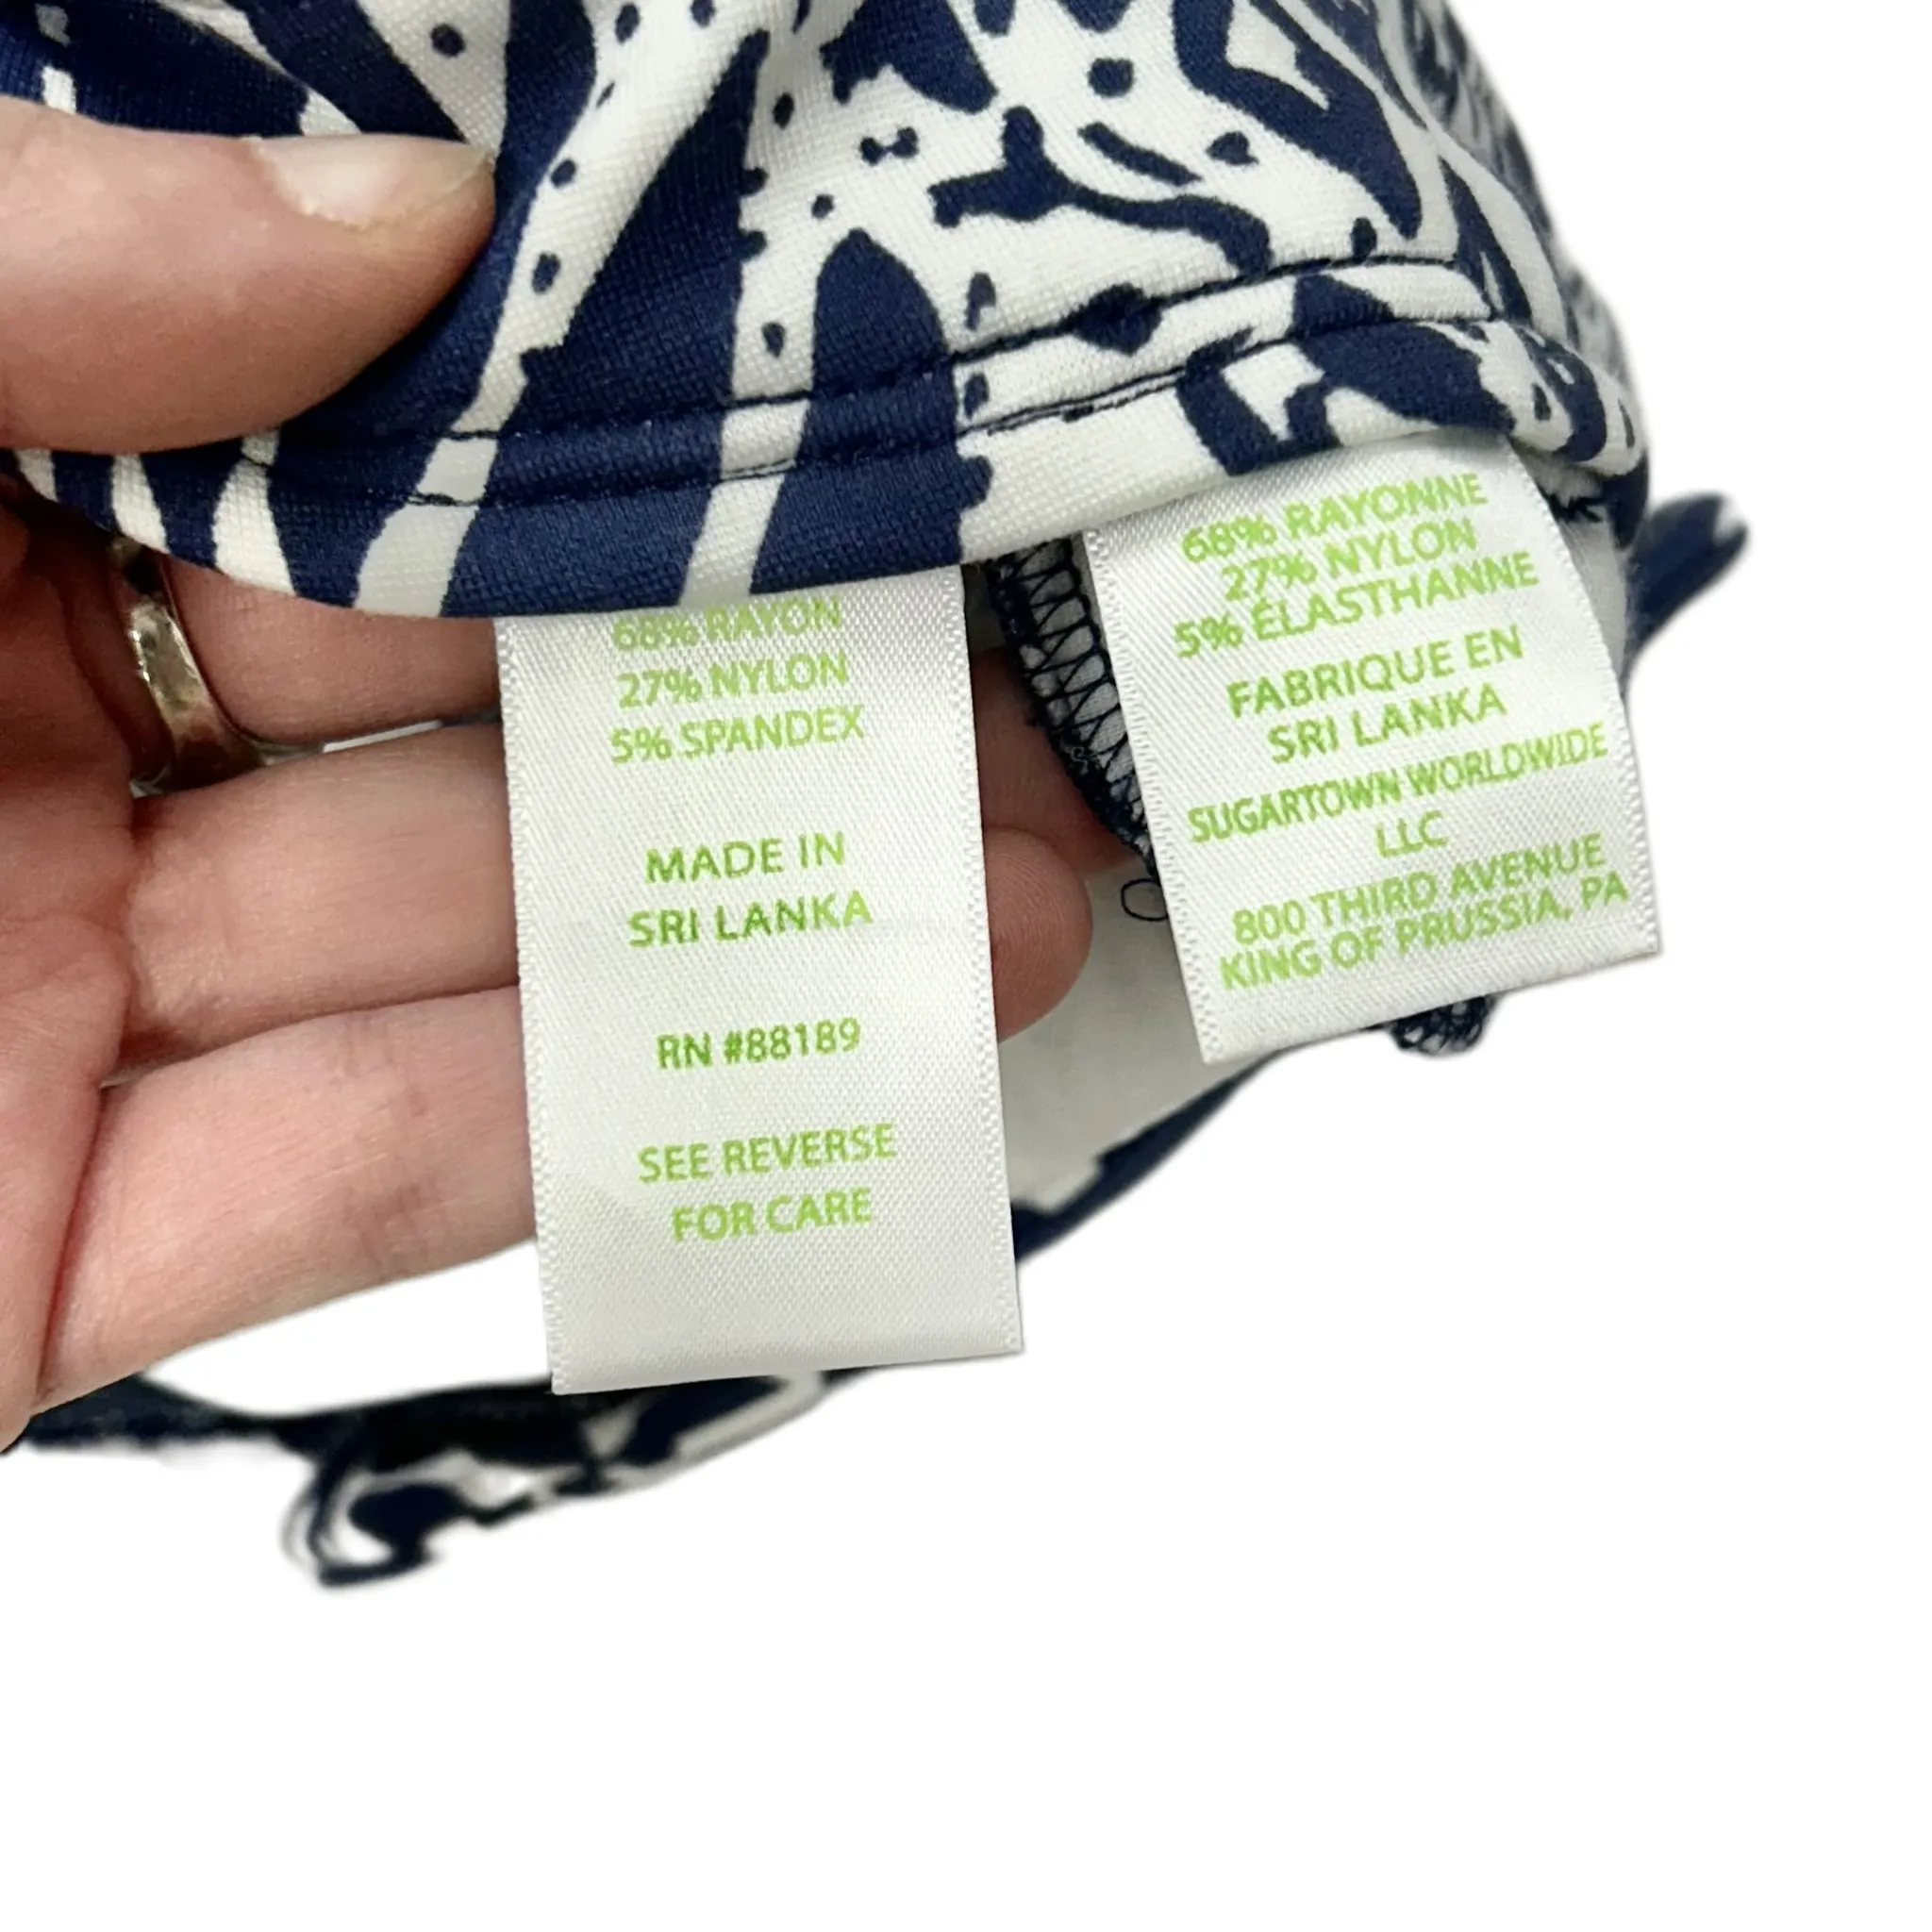 68% RAYON
27% NYLON
5% SPANDEX
MADE IN
SRI LANKA
RN #88189
SEE REVERSE
FOR CARE
68% RAYONNE
27% NYLON
5% ÉLASTHANNE
FABRIQUE EN
SRI LANKA
SUGARTOWN WORLDWIDE
LLC
800 THIRD AVENUE
KING OF PRUSSIA, PA